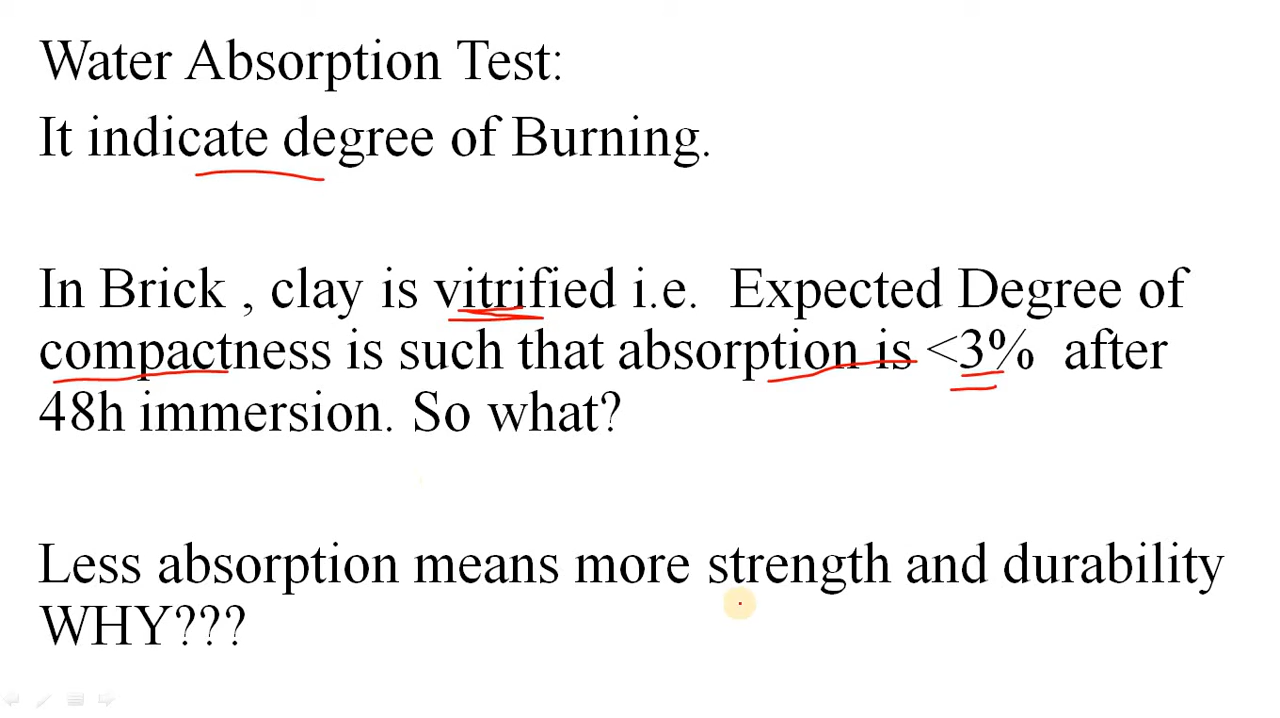 Water Absorption Test:
It indicate degree of Burning.
In Brick , clay is vitrified i.e. Expected Degree of
compactness is such that absorption is <3% after
48h immersion. So what?
Less absorption means more strength and durability
WHY???